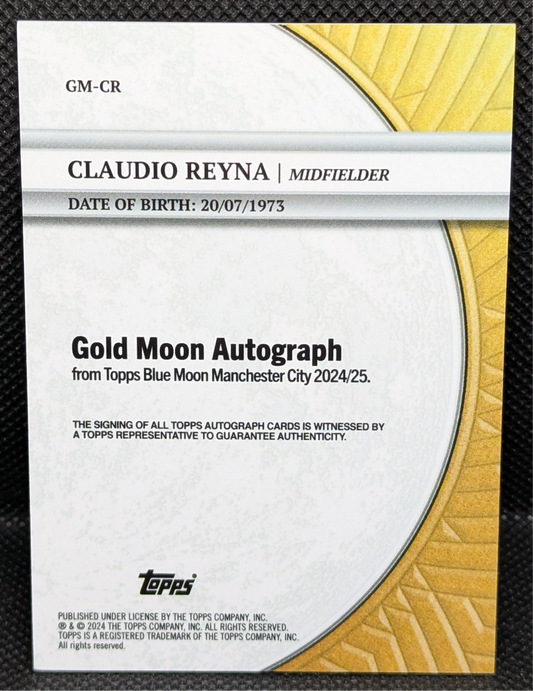 GM-CR
CLAUDIO REYNA | MIDFIELDER
DATE OF BIRTH: 20/07/1973
Gold Moon Autograph
from Topps Blue Moon Manchester City 2024/25.
THE SIGNING OF ALL TOPPS AUTOGRAPH CARDS IS WITNESSED BY
A TOPPS REPRESENTATIVE TO GUARANTEE AUTHENTICITY.
topps®
PUBLISHED UNDER LICENSE BY THE TOPPS COMPANY, INC.
® & © 2024 THE TOPPS COMPANY, INC. ALL RIGHTS RESERVED.
TOPPS IS A REGISTERED TRADEMARK OF THE TOPPS COMPANY, INC.
All rights reserved.